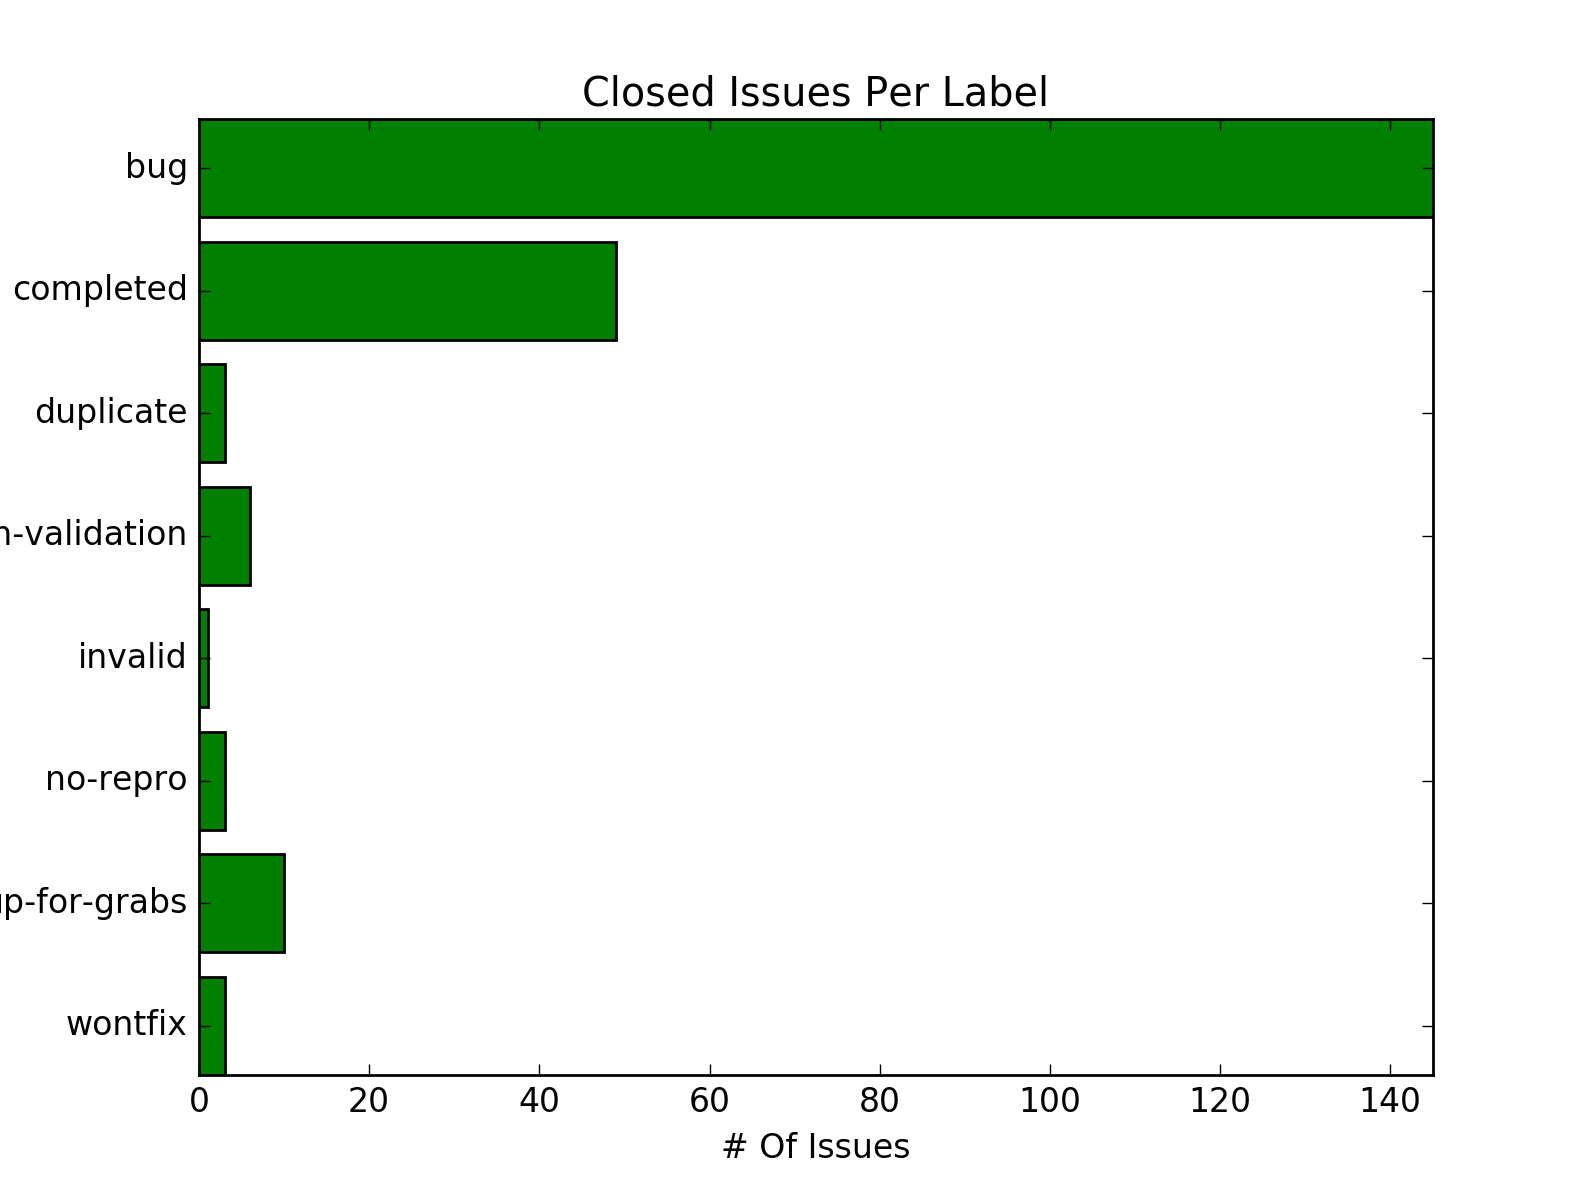 Closed Issues Per Label
bug
completed
duplicate
n-validation
invalid
no-repro
up-for-grabs
wontfix
0 20 40 60 80 100 120 140
# Of Issues